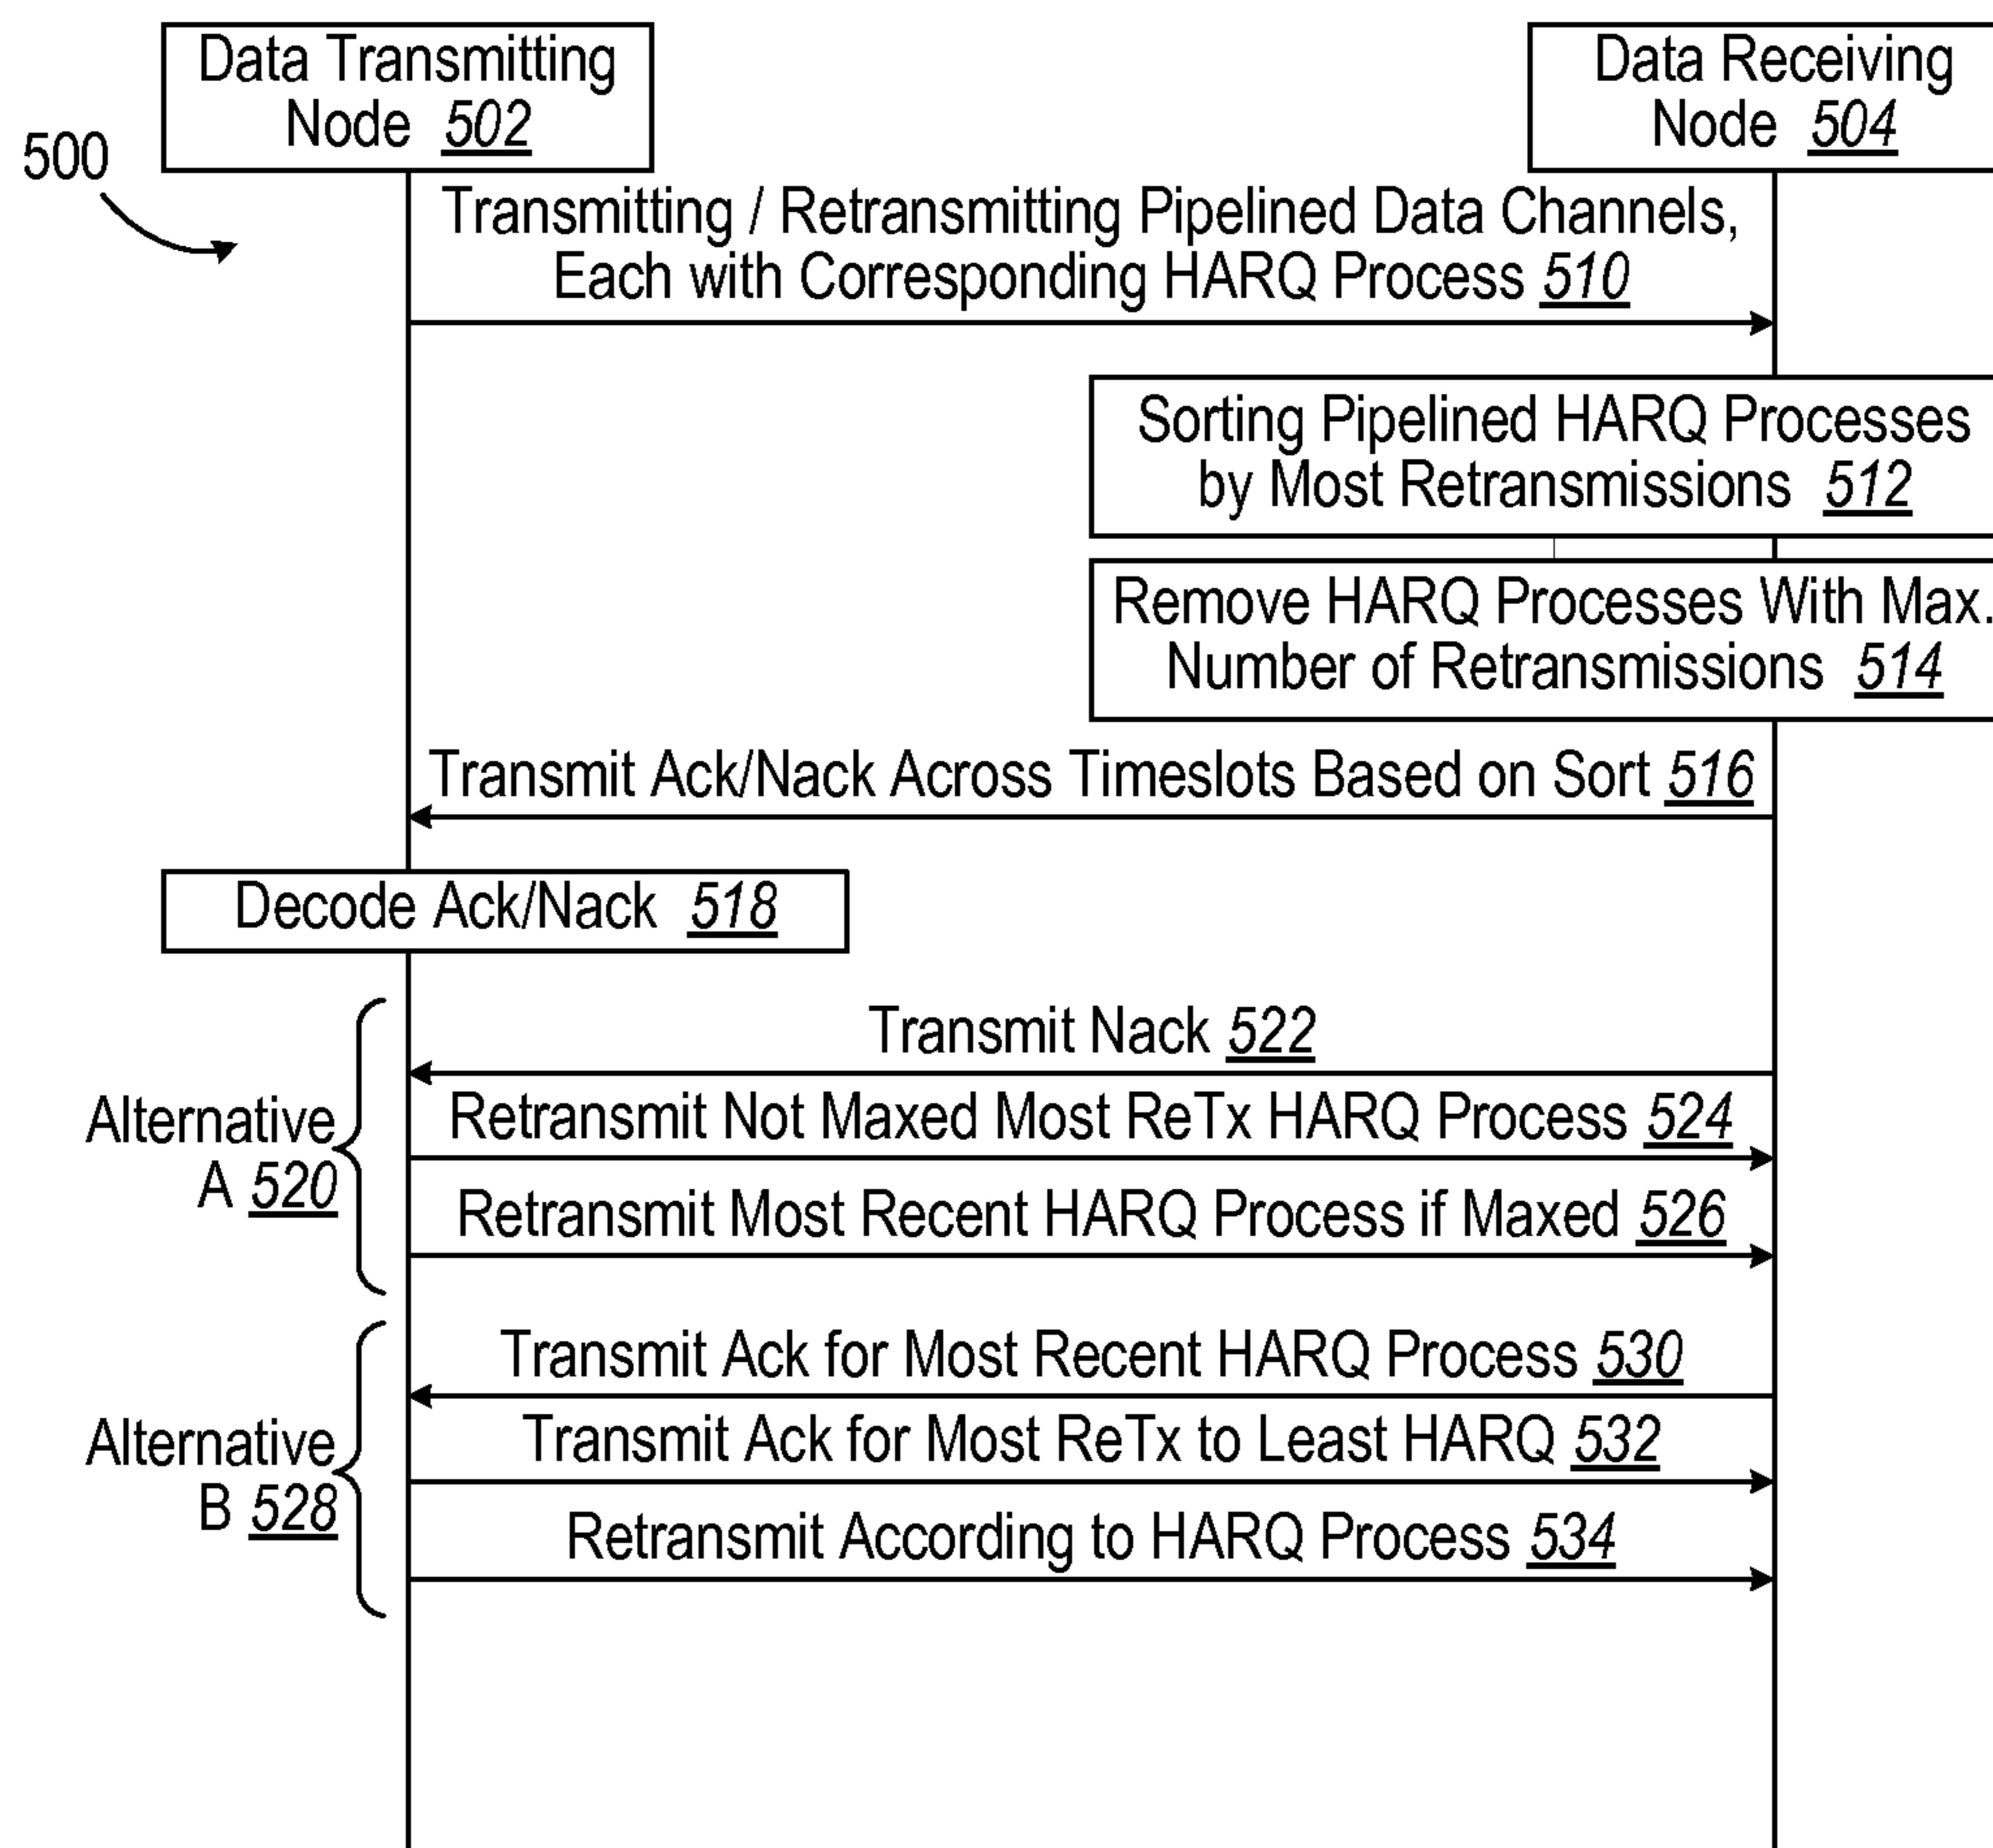 Data Transmitting
Node 502
Data Receiving
Node 504
500
Transmitting / Retransmitting Pipelined Data Channels,
Each with Corresponding HARQ Process 510
Sorting Pipelined HARQ Processes
by Most Retransmissions 512
Remove HARQ Processes With Max.
Number of Retransmissions 514
Transmit Ack/Nack Across Timeslots Based on Sort 516
Decode Ack/Nack 518
Alternative
A 520
Transmit Nack 522
Retransmit Not Maxed Most ReTx HARQ Process 524
Retransmit Most Recent HARQ Process if Maxed 526
Alternative
B 528
Transmit Ack for Most Recent HARQ Process 530
Transmit Ack for Most ReTx to Least HARQ 532
Retransmit According to HARQ Process 534